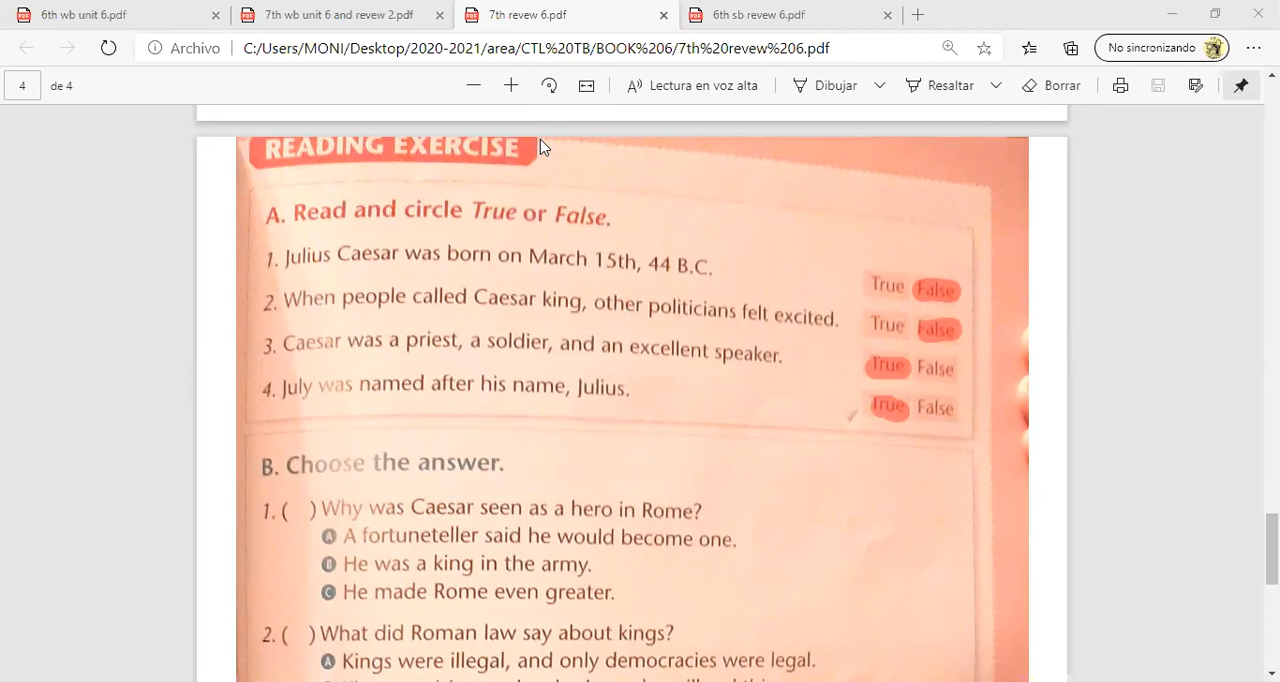 6th wb unit 6.pdf
7th wb unit 6 and revew 2.pdf
7th revew 6.pdf
6th sb revew 6.pdf
Archivo
C:/Users/MONI/Desktop/2020-2021/area/CTL%20TB/BOOK%206/7th%20revew%206.pdf
No sincronizando
4 de 4
Lectura en voz alta
Dibujar
Resaltar
Borrar
READING EXERCISE
A. Read and circle True or False.
1. Julius Caesar was born on March 15th, 44 B.C. True False
2. When people called Caesar king, other politicians felt excited. True False
3. Caesar was a priest, a soldier, and an excellent speaker. True False
4. July was named after his name, Julius. True False
B. Choose the answer.
1. ( ) Why was Caesar seen as a hero in Rome?
A A fortuneteller said he would become one.
B He was a king in the army.
C He made Rome even greater.
2. ( ) What did Roman law say about kings?
A Kings were illegal, and only democracies were legal.